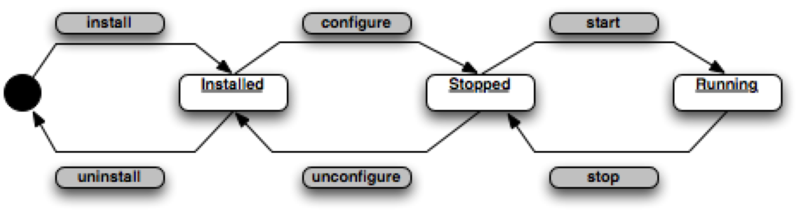 install
configure
start
Installed
Stopped
Running
uninstall
unconfigure
stop